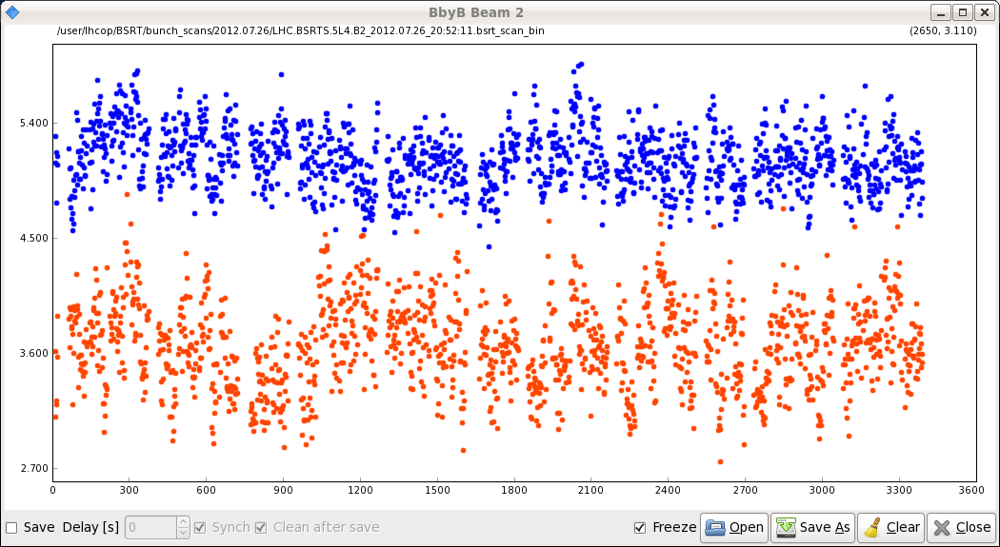 BbyB Beam 2
/user/lhcop/BSRT/bunch_scans/2012.07.26/LHC.BSRTS.5L4.B2_2012.07.26_20:52:11.bsrt_scan_bin (2650, 3.110)
5.400
4.500
3.600
2.700
0 300 600 900 1200 1500 1800 2100 2400 2700 3000 3300 3600
Save Delay [s] 0 Synch Clean after save Freeze Open Save As Clear Close